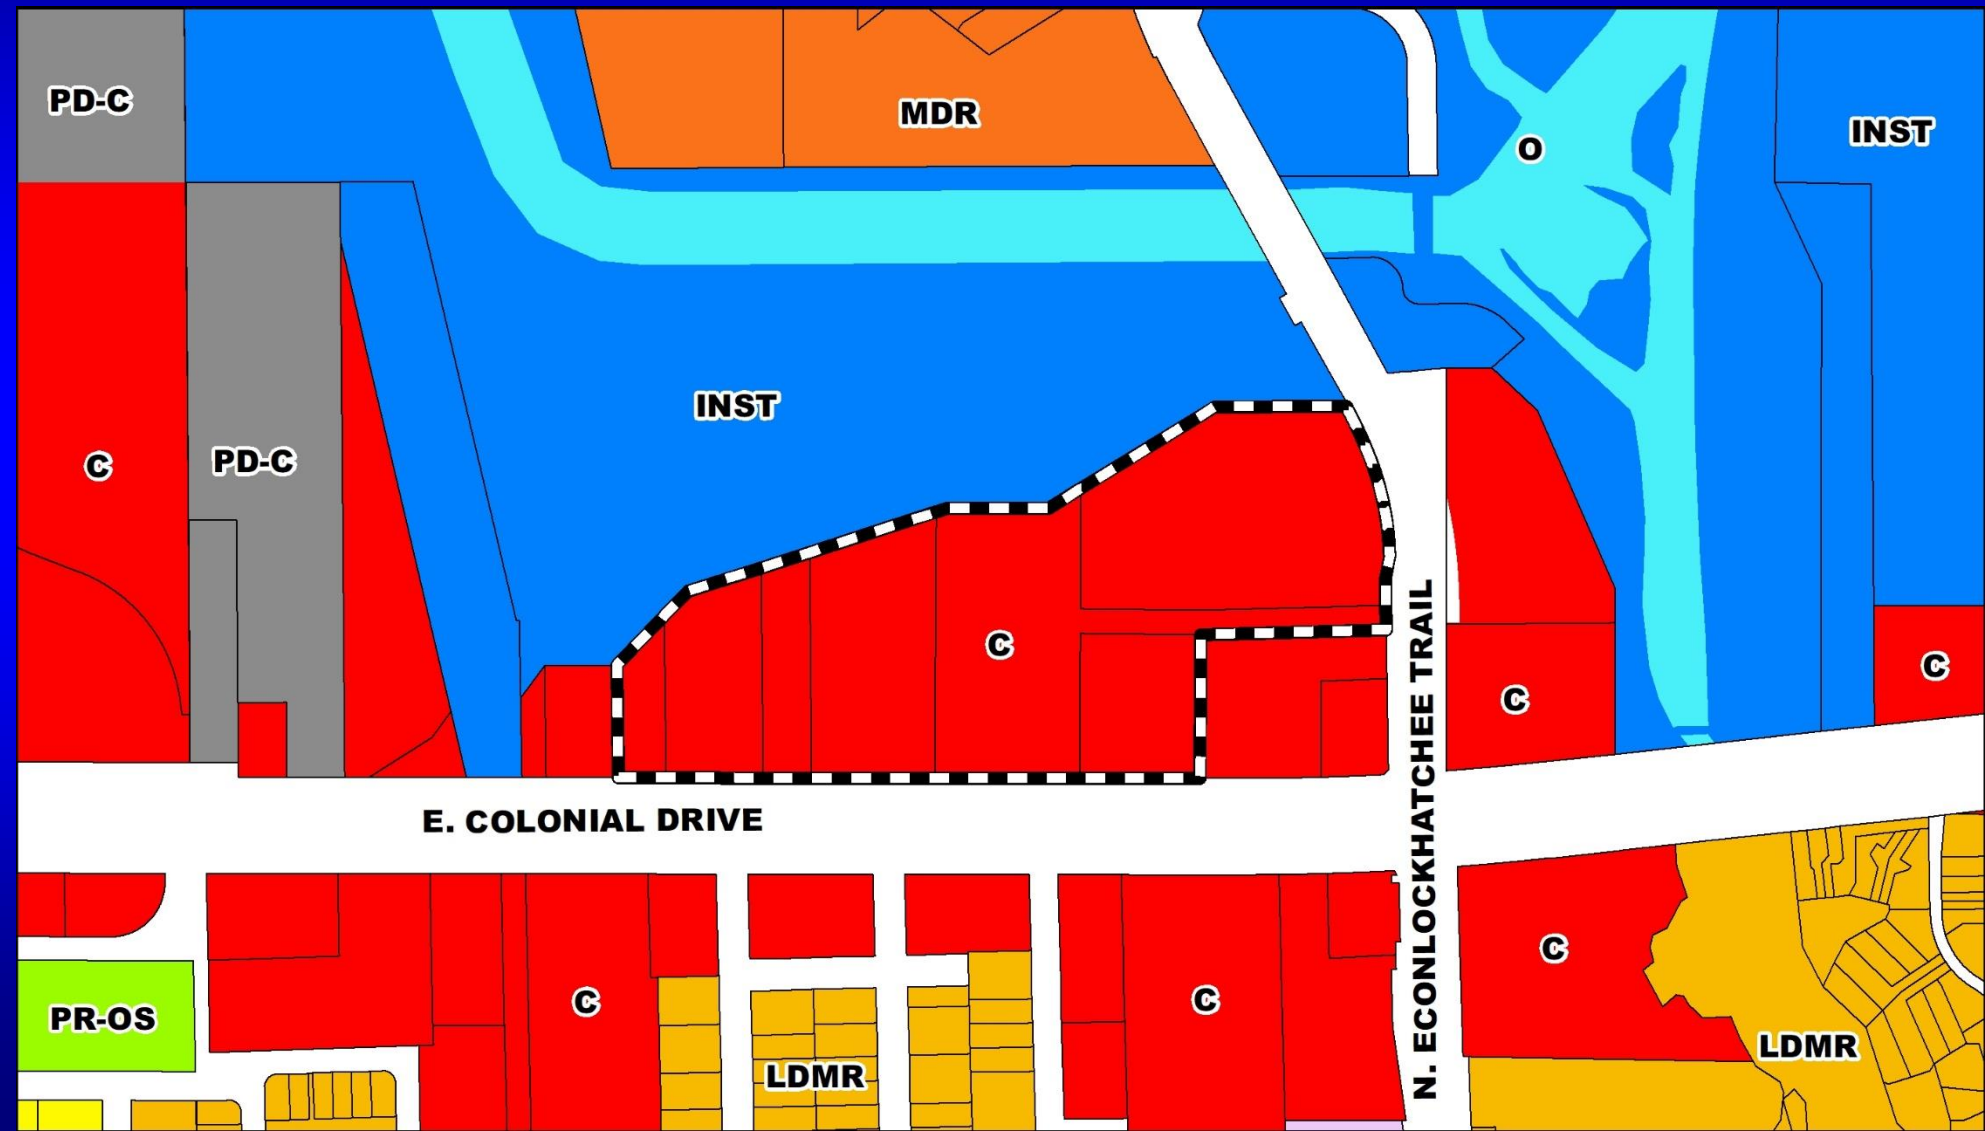 PD-C
MDR
INST
O
INST
C
PD-C
C
C
C
E. COLONIAL DRIVE
N. ECONLOCKHATCHEE TRAIL
C
C
C
PR-OS
LDMR
LDMR